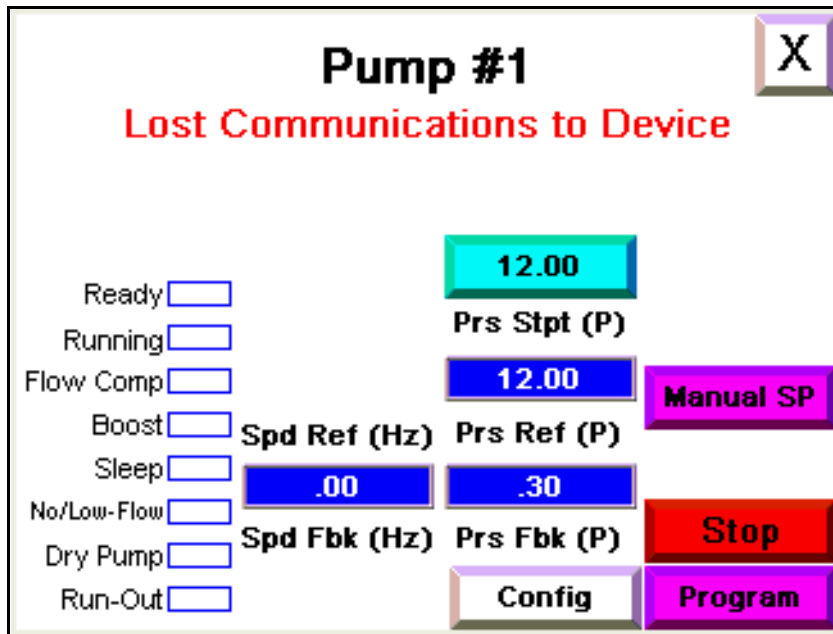 Pump #1
X
Lost Communications to Device
12.00
Ready
Prs Stpt (P)
Running
12.00
Flow Comp
Manual SP
Boost
Spd Ref (Hz)
Prs Ref (P)
Sleep
.00
.30
No/Low-Flow
Stop
Spd Fbk (Hz)
Prs Fbk (P)
Dry Pump
Run-Out
Config
Program